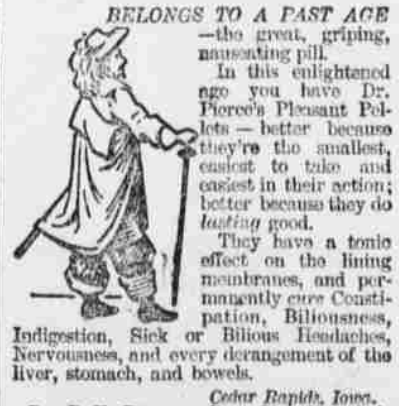 BELONGS TO A PAST AGE
—the great, griping,
nauseating pill.
In this enlightened
age you have Dr.
Pierce's Pleasant Pel-
lets — better because
they're the smallest,
easiest to take and
easiest in their action;
better because they do
lasting good.
They have a tonic
effect on the lining
membranes, and per-
manently cure Consti-
pation, Biliousness,
Indigestion, Sick or Bilious Headaches,
Nervousness, and every derangement of the
liver, stomach, and bowels.
Cedar Rapids, Iowa.